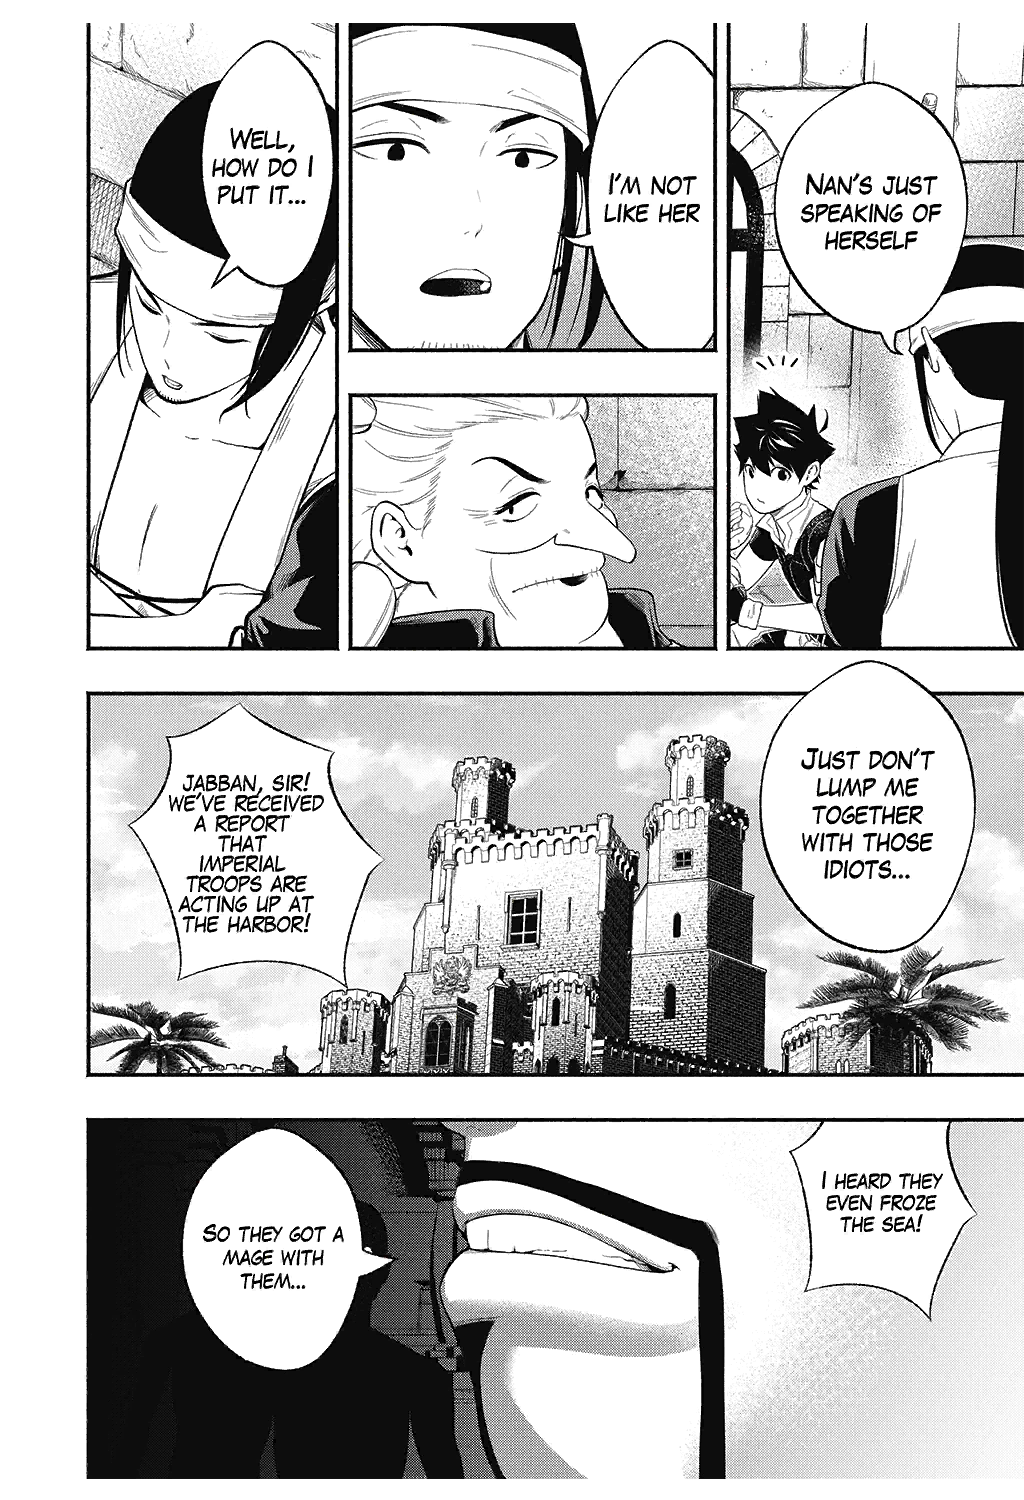 NAN'S JUST
SPEAKING OF
HERSELF
I'M NOT
LIKE HER
WELL,
HOW DO I
PUT IT...
JUST DON'T
LUMP ME
TOGETHER
WITH THOSE
IDIOTS...
JABBAN, SIR!
WE'VE RECEIVED
A REPORT
THAT
IMPERIAL
TROOPS ARE
ACTING UP AT
THE HARBOR!
I HEARD THEY
EVEN FROZE
THE SEA!
SO THEY GOT A
MAGE WITH
THEM...